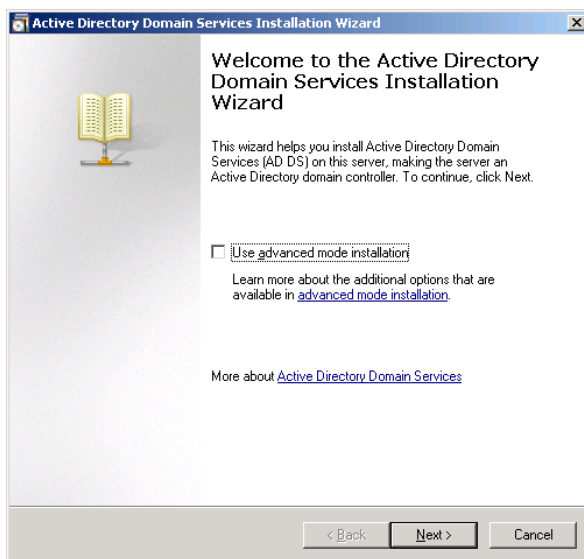 Active Directory Domain Services Installation Wizard
Welcome to the Active Directory
Domain Services Installation
Wizard
This wizard helps you install Active Directory Domain
Services (AD DS) on this server, making the server an
Active Directory domain controller. To continue, click Next.
Use advanced mode installation
Learn more about the additional options that are
available in advanced mode installation.
More about Active Directory Domain Services
< Back Next > Cancel